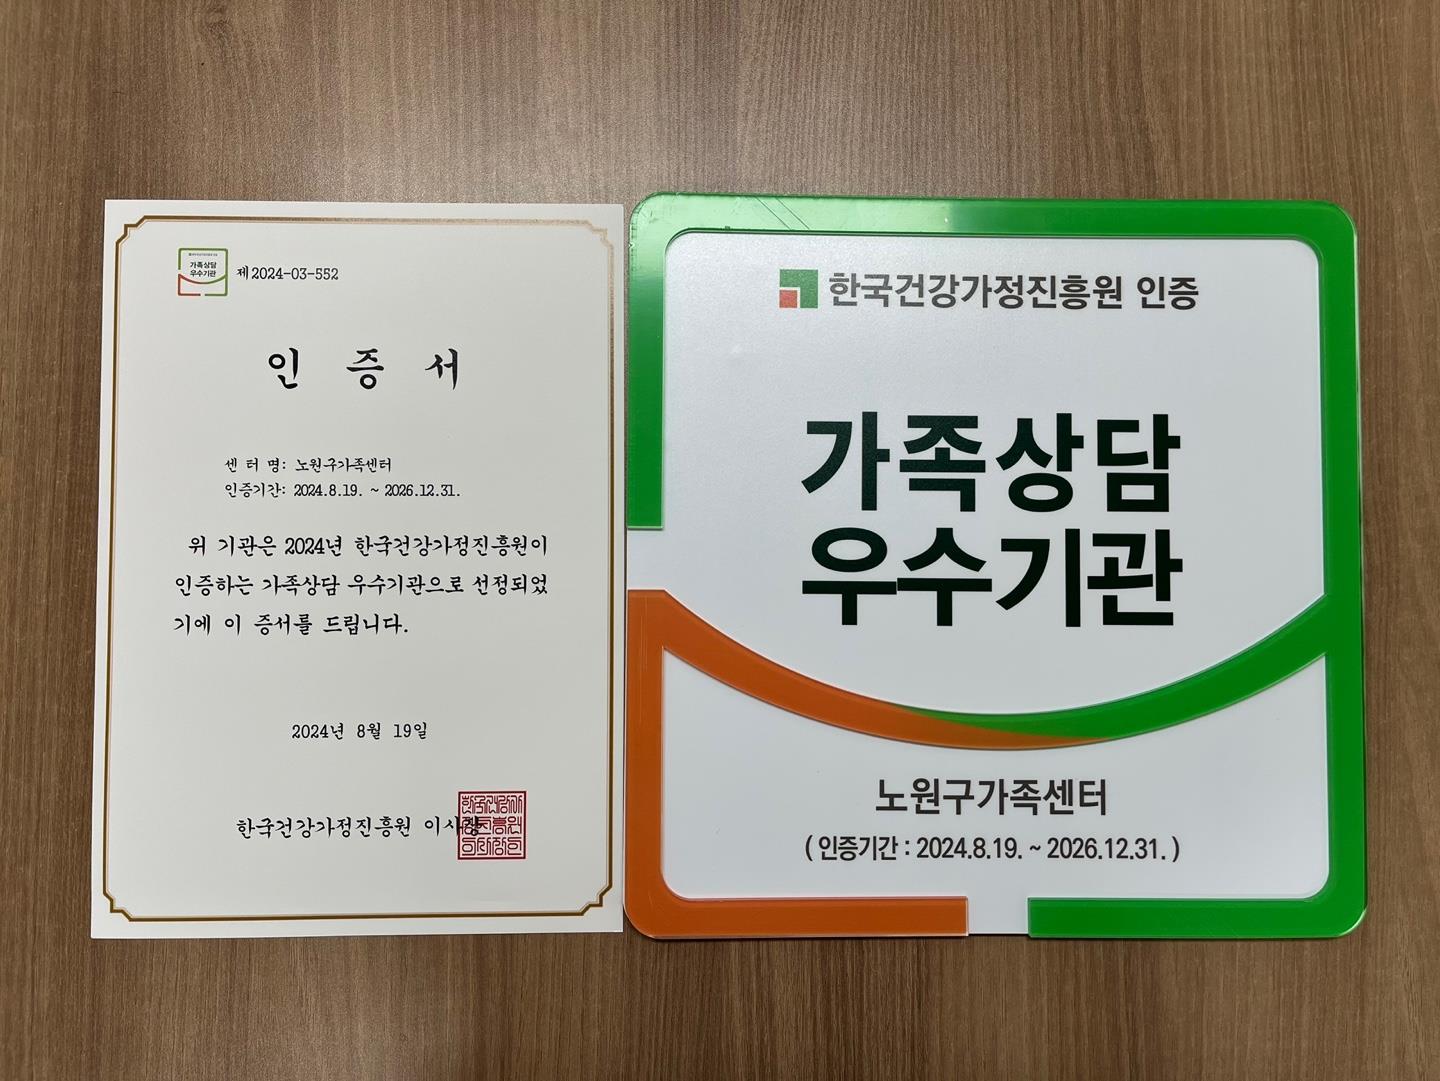 가족상담
우수기관
제2024-03-552
인 증 서
센 터 명: 노원구가족센터
인증기간: 2024.8.19. ~ 2026.12.31.
위 기관은 2024년 한국건강가정진흥원이
인증하는 가족상담 우수기관으로 선정되었
기에 이 증서를 드립니다.
2024년 8월 19일
한국건강가정진흥원 이사장
한국건강가정진흥원 인증
가족상담
우수기관
노원구가족센터
( 인증기간 : 2024.8.19. ~ 2026.12.31. )